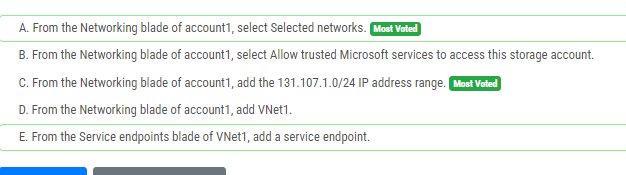 A. From the Networking blade of account1, select Selected networks. Most Voted
B. From the Networking blade of account1, select Allow trusted Microsoft services to access this storage account.
C. From the Networking blade of account1, add the 131.107.1.0/24 IP address range. Most Voted
D. From the Networking blade of account1, add VNet1.
E. From the Service endpoints blade of VNet1, add a service endpoint.